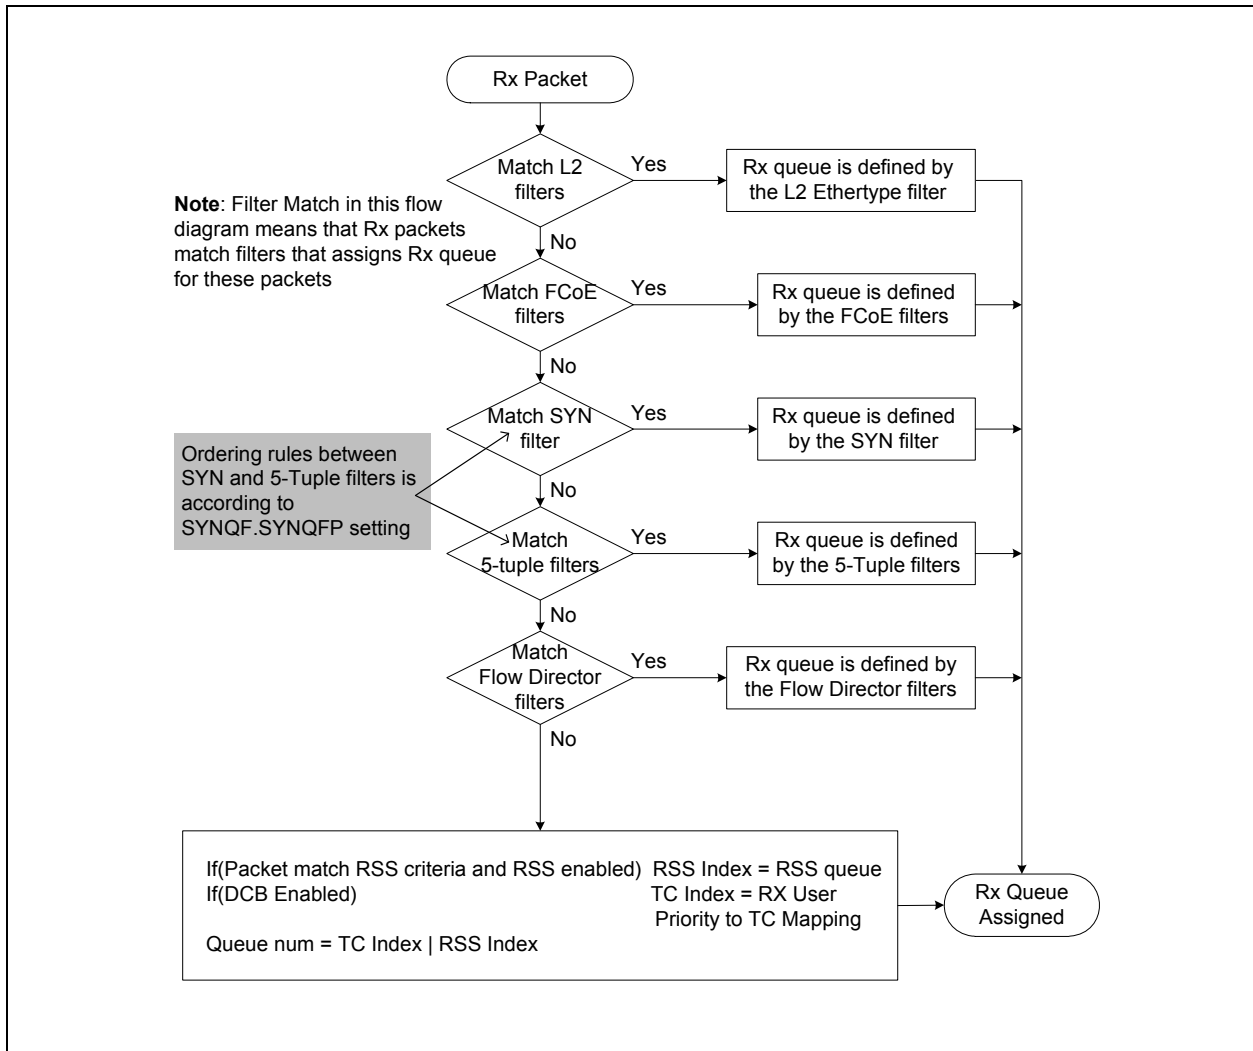 Rx Packet
Match L2
filters
Yes
Rx queue is defined by
the L2 Ethertype filter
Note: Filter Match in this flow
diagram means that Rx packets
match filters that assigns Rx queue
for these packets
No
Match FCoE
filters
Yes
Rx queue is defined
by the FCoE filters
No
Match SYN
filter
Yes
Rx queue is defined
by the SYN filter
Ordering rules between
SYN and 5-Tuple filters is
according to
SYNQF.SYNQFP setting
No
Match
5-tuple filters
Yes
Rx queue is defined
by the 5-Tuple filters
No
Match
Flow Director
filters
Yes
Rx queue is defined by
the Flow Director filters
No
If(Packet match RSS criteria and RSS enabled) RSS Index = RSS queue
If(DCB Enabled) TC Index = RX User
Priority to TC Mapping
Queue num = TC Index | RSS Index
Rx Queue
Assigned